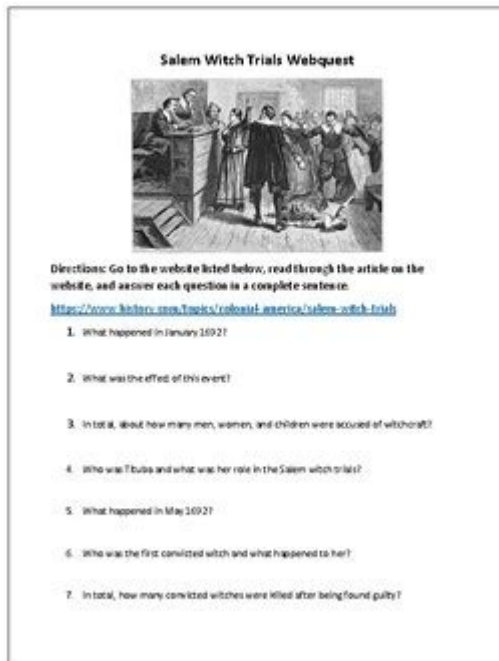 Salem Witch Trials Webquest
Directions: Go to the website listed below, read through the article on the
website, and answer each question in a complete sentence.
https://www.history.com/topics/colonial-america/salem-witch-trials
1. What happened in January 1692?
2. What was the effect of this event?
3. In total, about how many men, women, and children were accused of witchcraft?
4. Who was Tituba and what was her role in the Salem witch trials?
5. What happened in May 1692?
6. Who was the first convicted witch and what happened to her?
7. In total, how many convicted witches were killed after being found guilty?